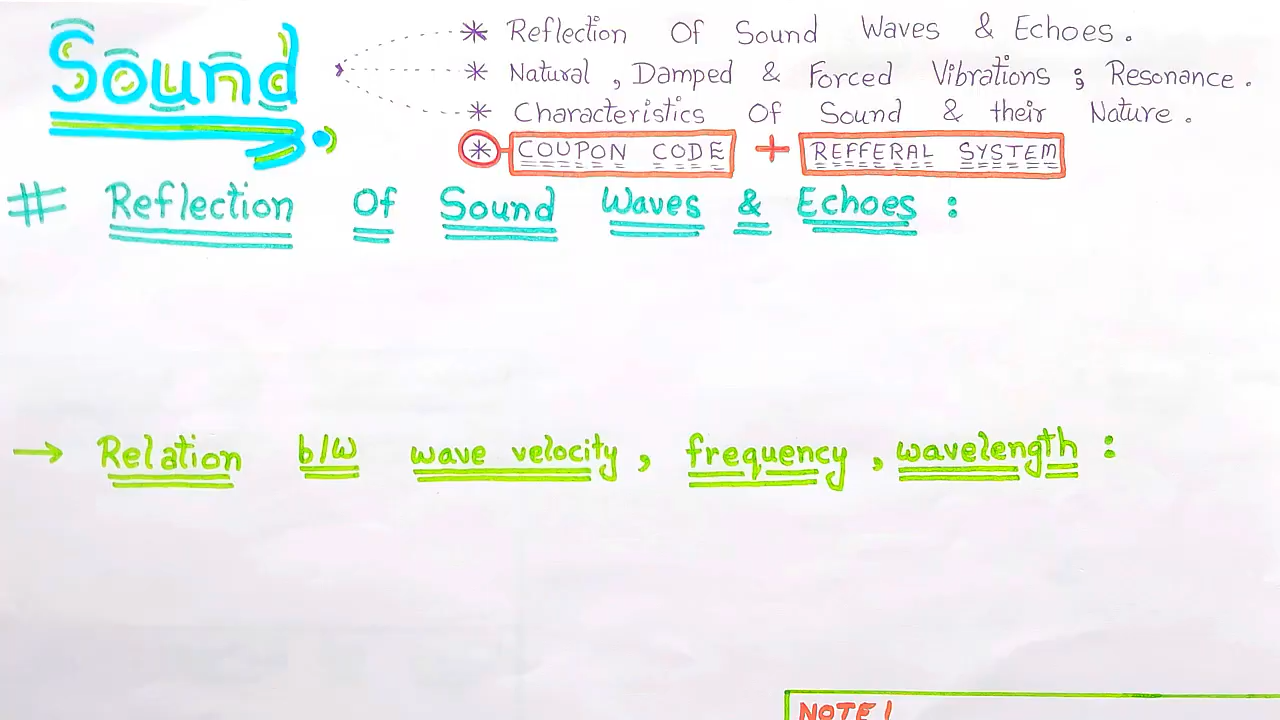 Sound
* Reflection Of Sound Waves & Echoes.
* Natural, Damped & Forced Vibrations ; Resonance.
* Characteristics Of Sound & their Nature.
* COUPON CODE + REFFERAL SYSTEM
# Reflection Of Sound Waves & Echoes :
→ Relation b/w wave velocity, frequency, wavelength :
NOTE!